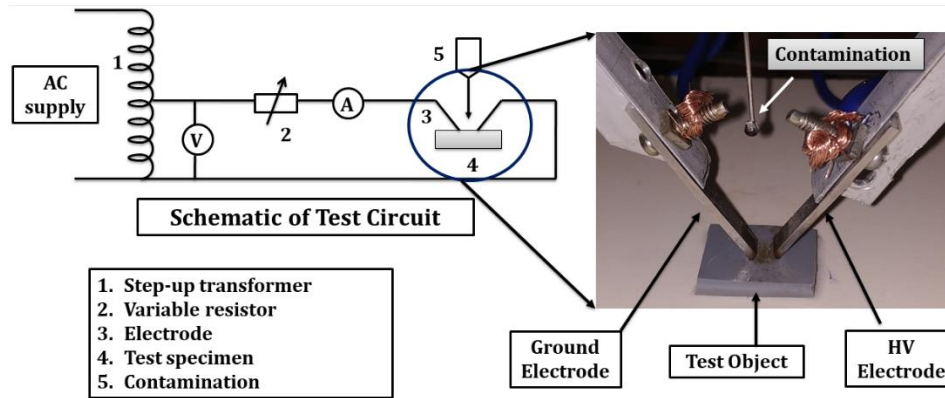 AC
supply
1
V
2
A
3
5
4
Schematic of Test Circuit
1. Step-up transformer
2. Variable resistor
3. Electrode
4. Test specimen
5. Contamination
Contamination
Ground
Electrode
Test Object
HV
Electrode